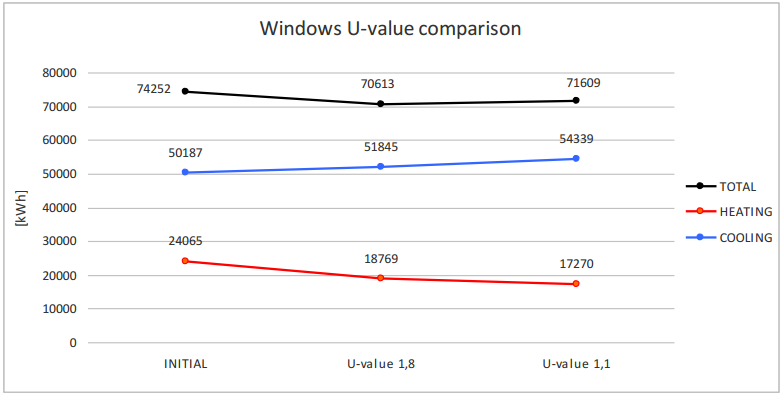 Windows U-value comparison
[kWh]
80000
70000
60000
50000
40000
30000
20000
10000
0
74252
70613
71609
50187
51845
54339
24065
18769
17270
INITIAL
U-value 1,8
U-value 1,1
TOTAL
HEATING
COOLING